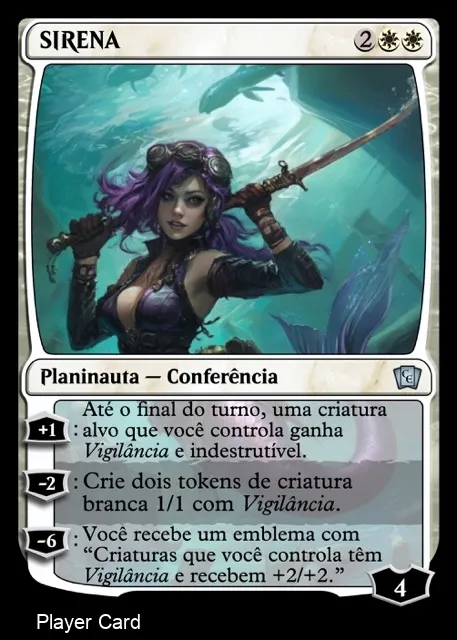 SIRENA 2
Planinauta — Conferência
Até o final do turno, uma criatura
+1 : alvo que você controla ganha
Vigilância e indestrutível.
-2 : Crie dois tokens de criatura
branca 1/1 com Vigilância.
-6 : Você recebe um emblema com
“Criaturas que você controla têm
Vigilância e recebem +2/+2.”
4
Player Card